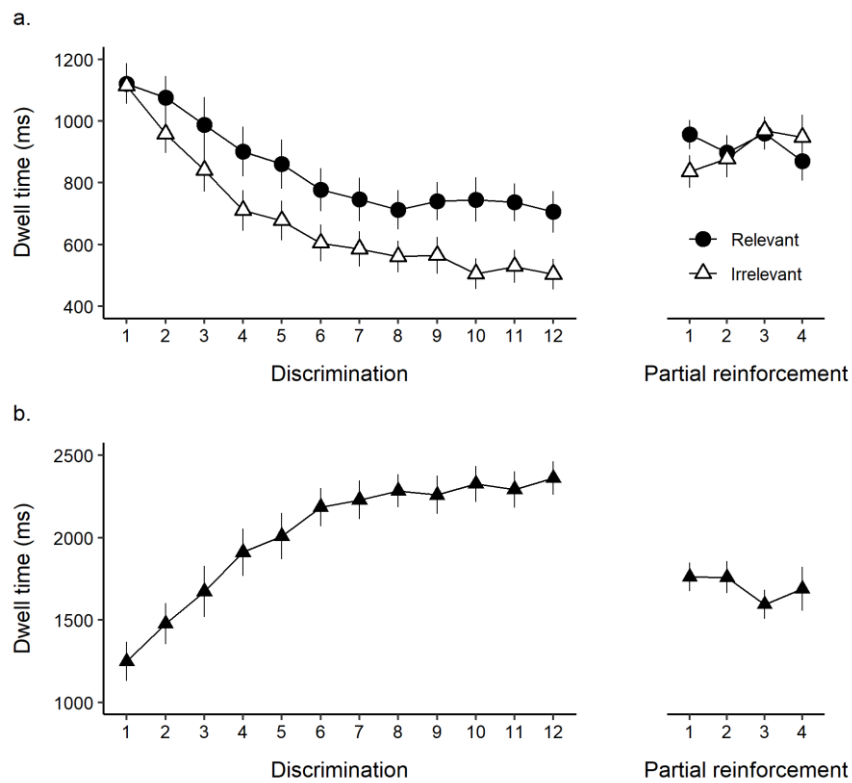 a.
Dwell time (ms)
1200
1000
800
600
400
Relevant
Irrelevant
1 2 3 4 5 6 7 8 9 10 11 12
1 2 3 4
Discrimination
Partial reinforcement
b.
Dwell time (ms)
2500
2000
1500
1000
1 2 3 4 5 6 7 8 9 10 11 12
1 2 3 4
Discrimination
Partial reinforcement